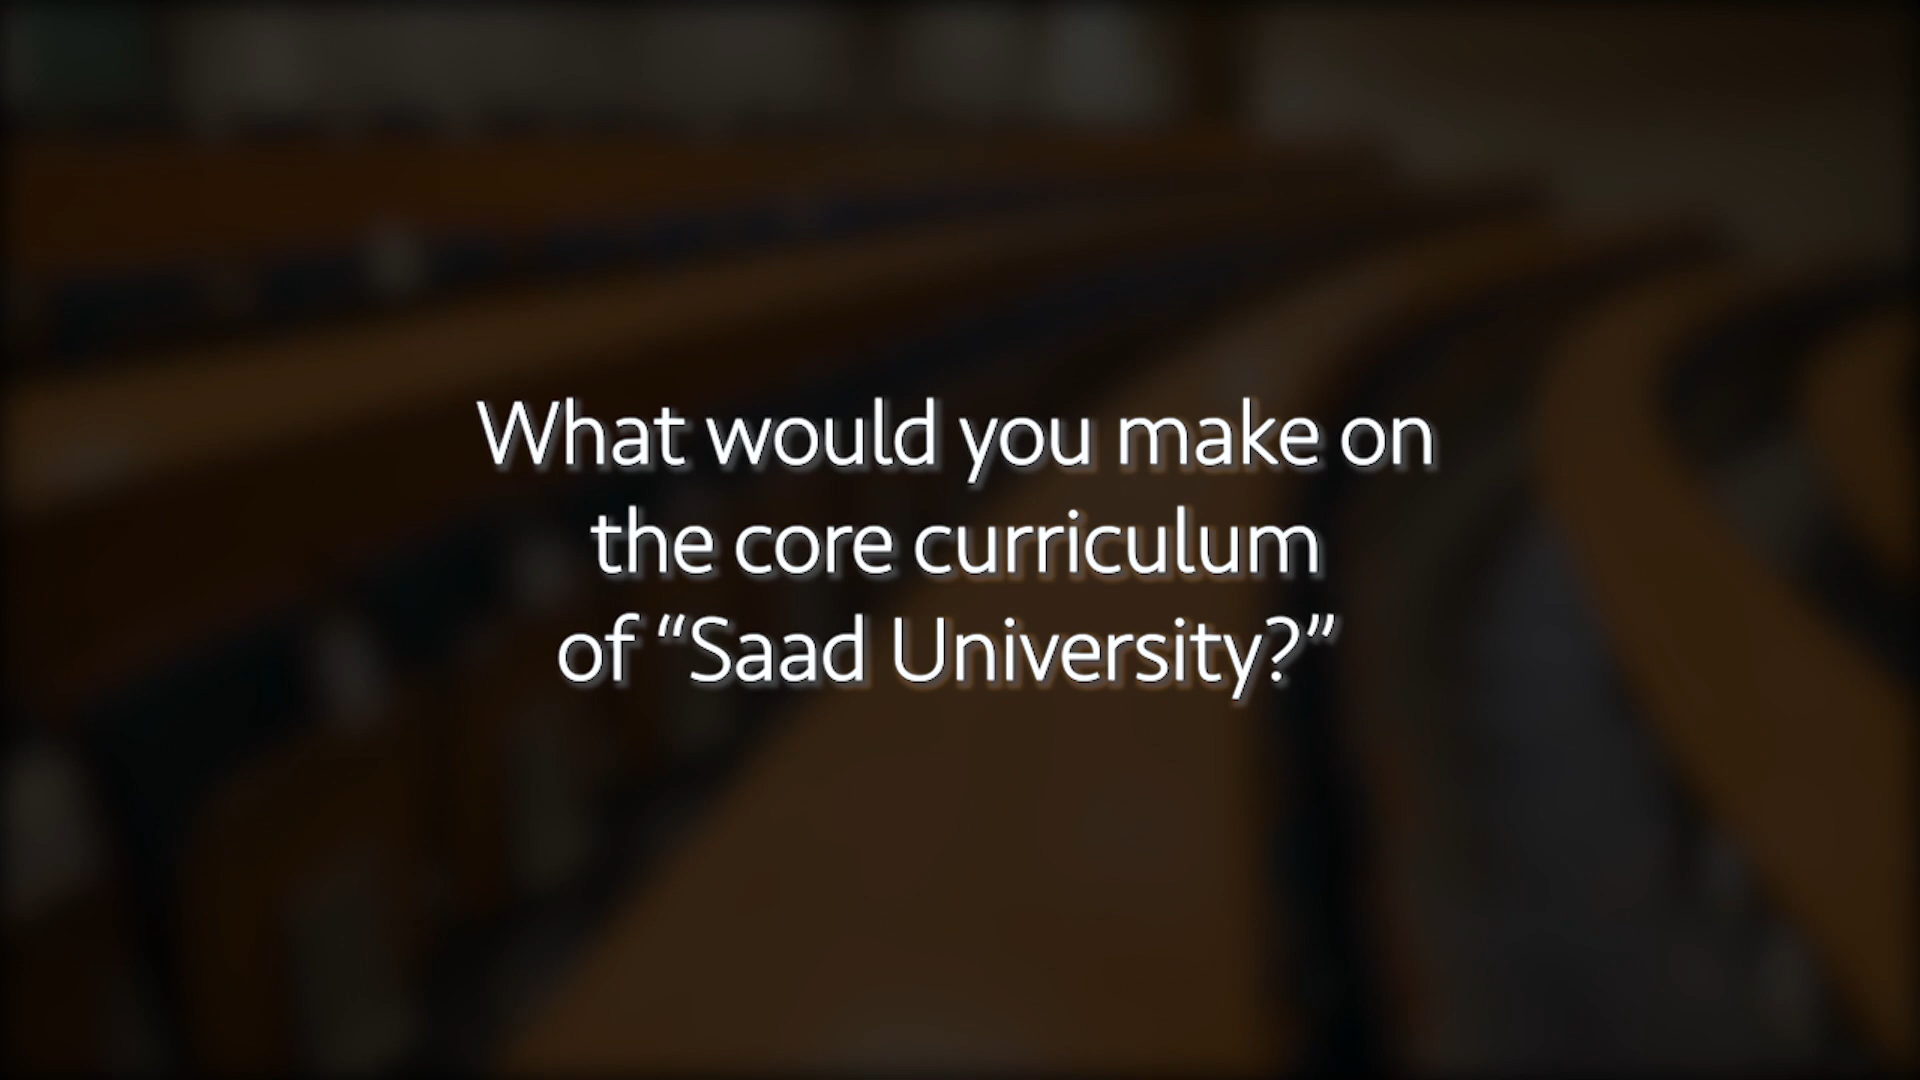 What would you make on
the core curriculum
of “Saad University?”